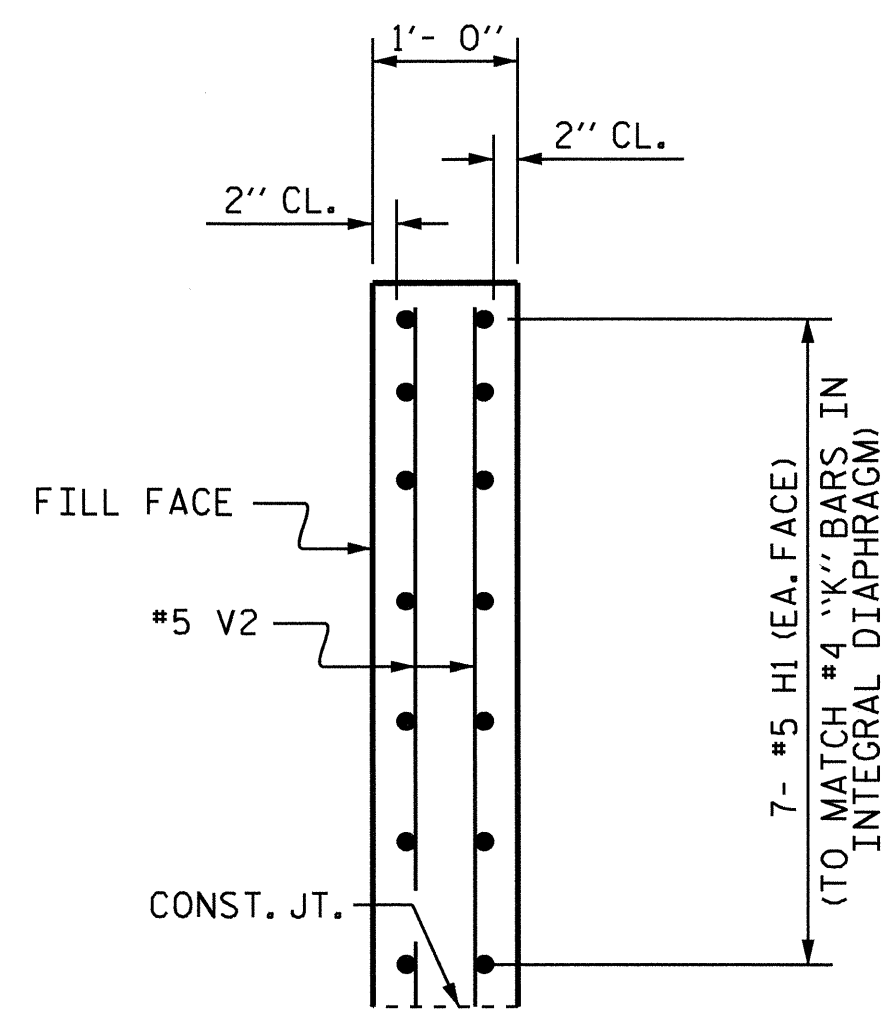 1'- 0"
2" CL.
2" CL.
FILL FACE
#5 V2
CONST. JT.
7- #5 H1 (EA. FACE)
(TO MATCH #4 "K" BARS IN
INTEGRAL DIAPHRAGM)